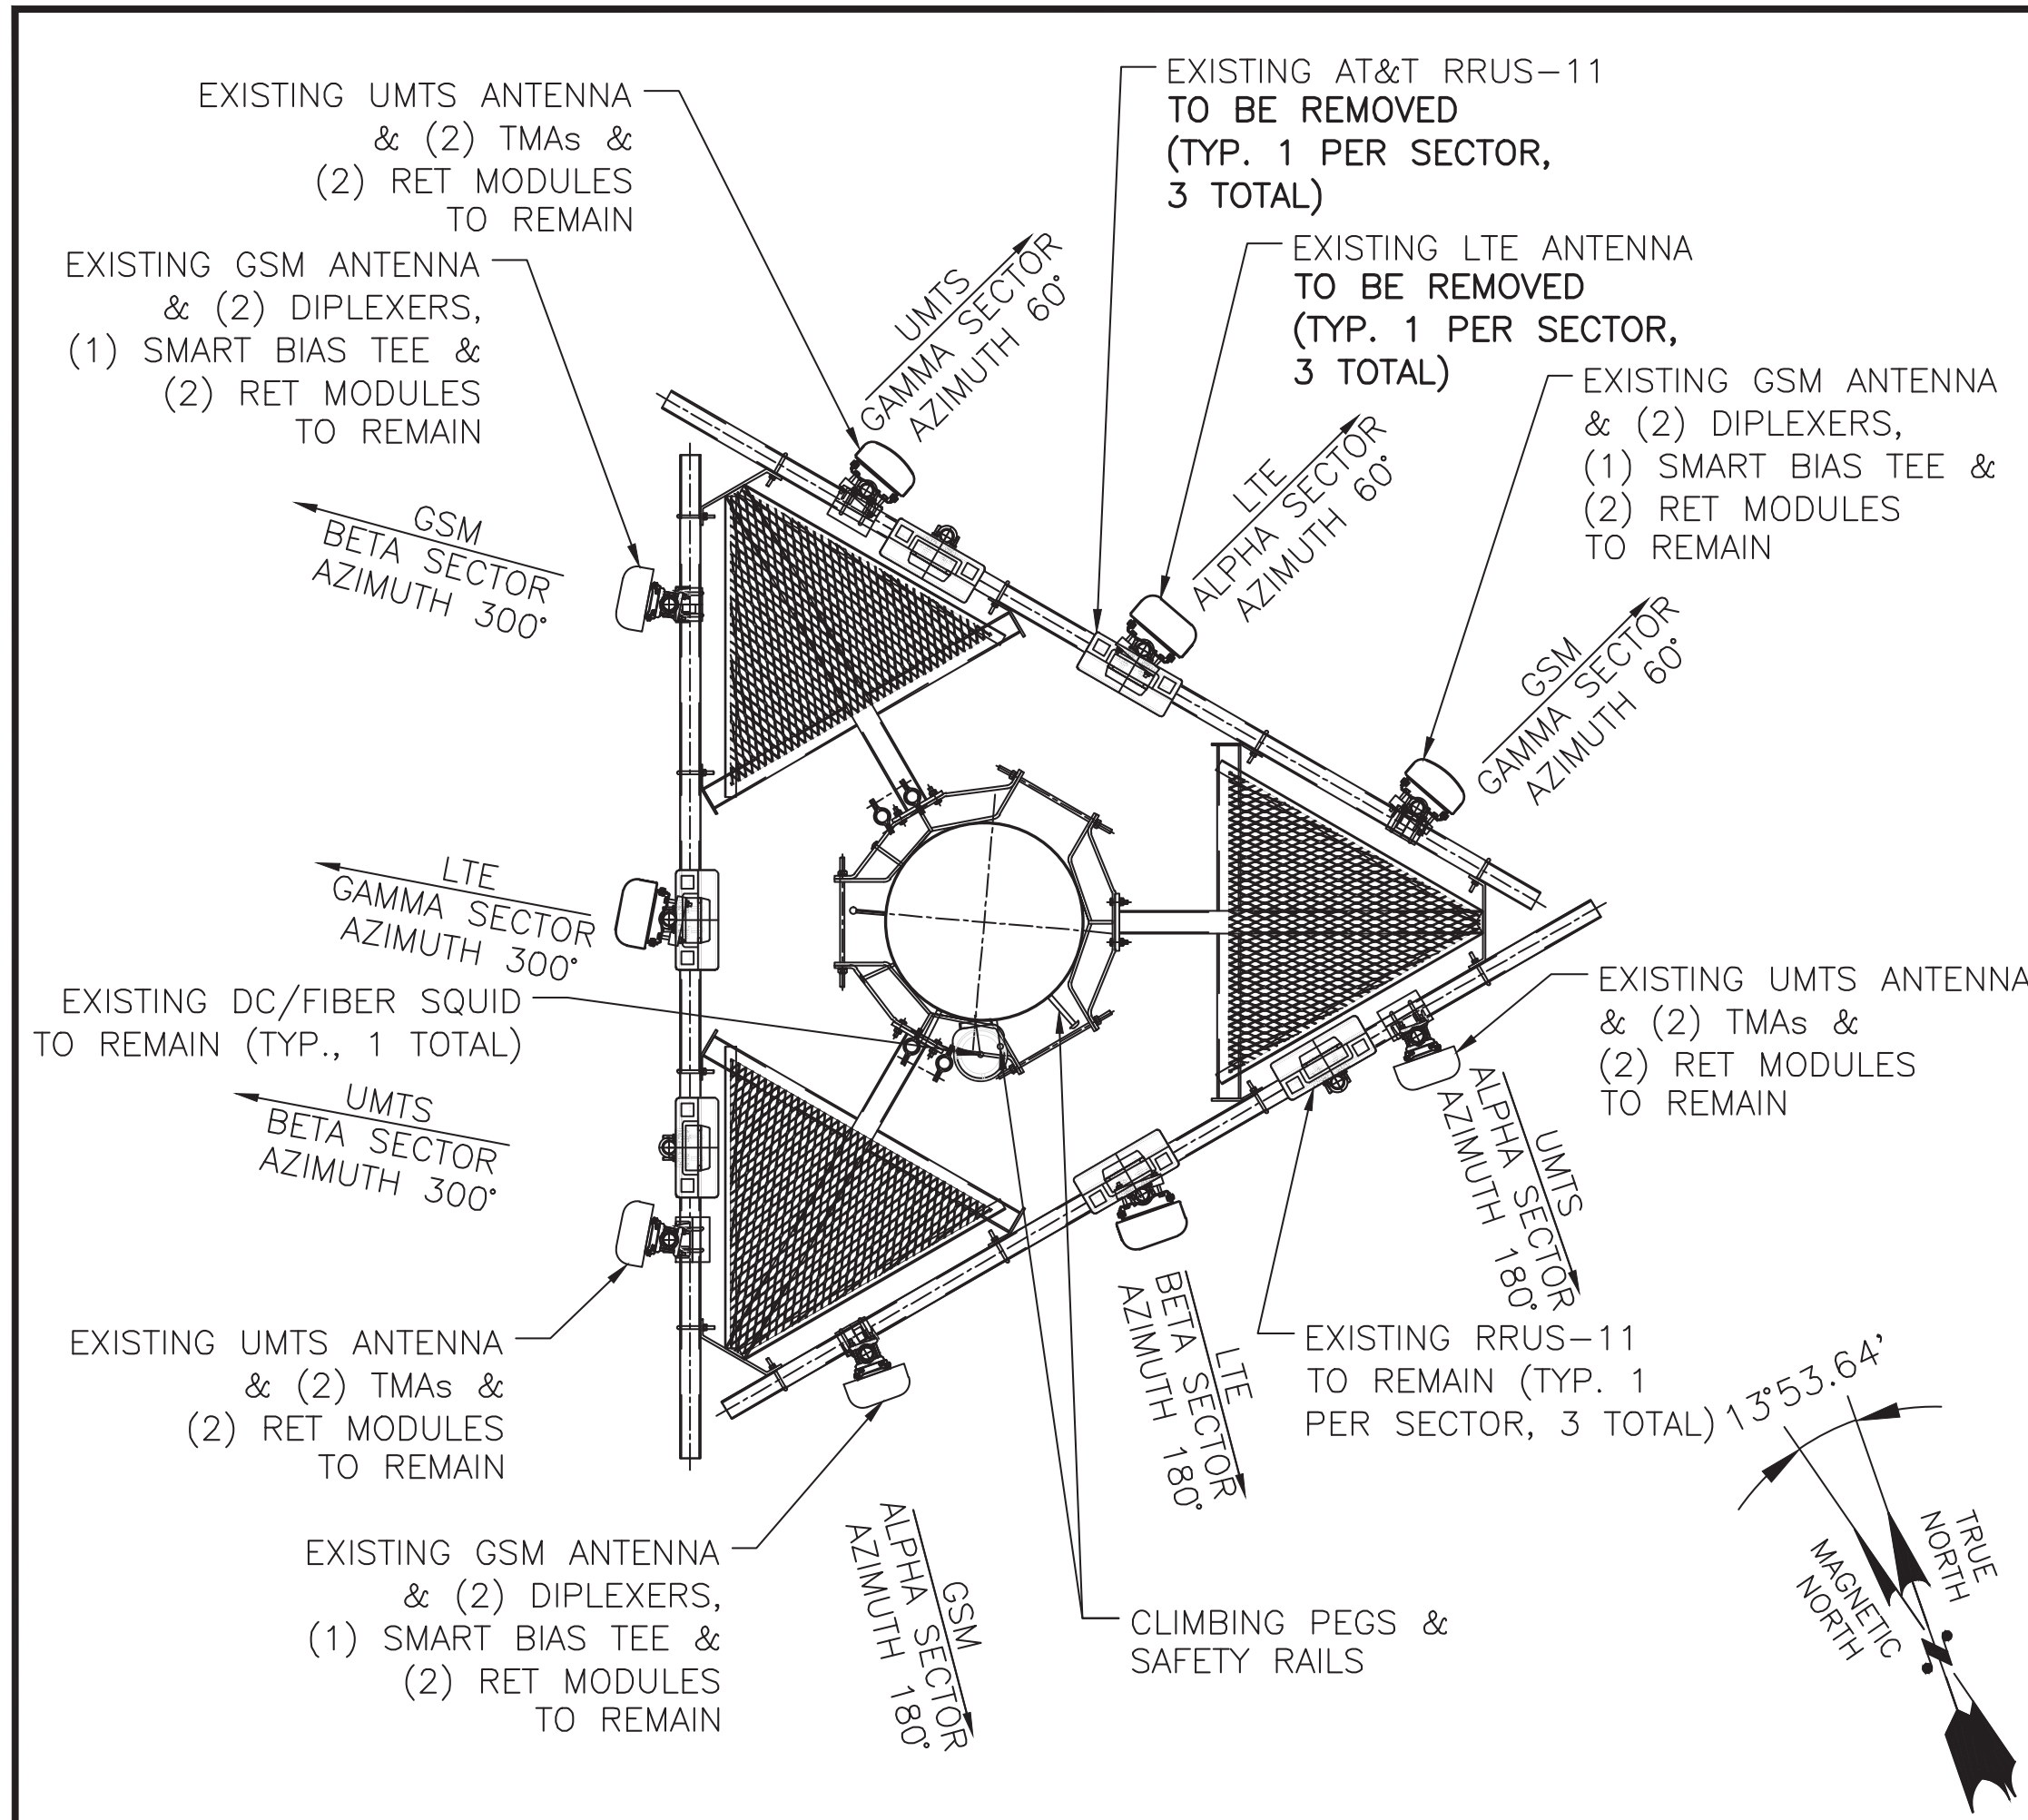 EXISTING UMTS ANTENNA
& (2) TMAs &
(2) RET MODULES
TO REMAIN
EXISTING GSM ANTENNA
& (2) DIPLEXERS,
(1) SMART BIAS TEE &
(2) RET MODULES
TO REMAIN
EXISTING AT&T RRUS-11
TO BE REMOVED
(TYP. 1 PER SECTOR,
3 TOTAL)
EXISTING LTE ANTENNA
TO BE REMOVED
(TYP. 1 PER SECTOR,
3 TOTAL)
EXISTING GSM ANTENNA
& (2) DIPLEXERS,
(1) SMART BIAS TEE &
(2) RET MODULES
TO REMAIN
UMTS
GAMMA SECTOR
AZIMUTH 60°
LTE
ALPHA SECTOR
AZIMUTH 60°
GSM
GAMMA SECTOR
AZIMUTH 60°
GSM
BETA SECTOR
AZIMUTH 300°
LTE
GAMMA SECTOR
AZIMUTH 300°
EXISTING DC/FIBER SQUID
TO REMAIN (TYP., 1 TOTAL)
UMTS
BETA SECTOR
AZIMUTH 300°
EXISTING UMTS ANTENNA
& (2) TMAs &
(2) RET MODULES
TO REMAIN
UMTS
ALPHA SECTOR
AZIMUTH 180°
EXISTING UMTS ANTENNA
& (2) TMAs &
(2) RET MODULES
TO REMAIN
LTE
BETA SECTOR
AZIMUTH 180°
EXISTING RRUS-11
TO REMAIN (TYP. 1
PER SECTOR, 3 TOTAL)
13°53.64'
EXISTING GSM ANTENNA
& (2) DIPLEXERS,
(1) SMART BIAS TEE &
(2) RET MODULES
TO REMAIN
GSM
ALPHA SECTOR
AZIMUTH 180°
CLIMBING PEGS &
SAFETY RAILS
TRUE
NORTH
MAGNETIC
NORTH
N